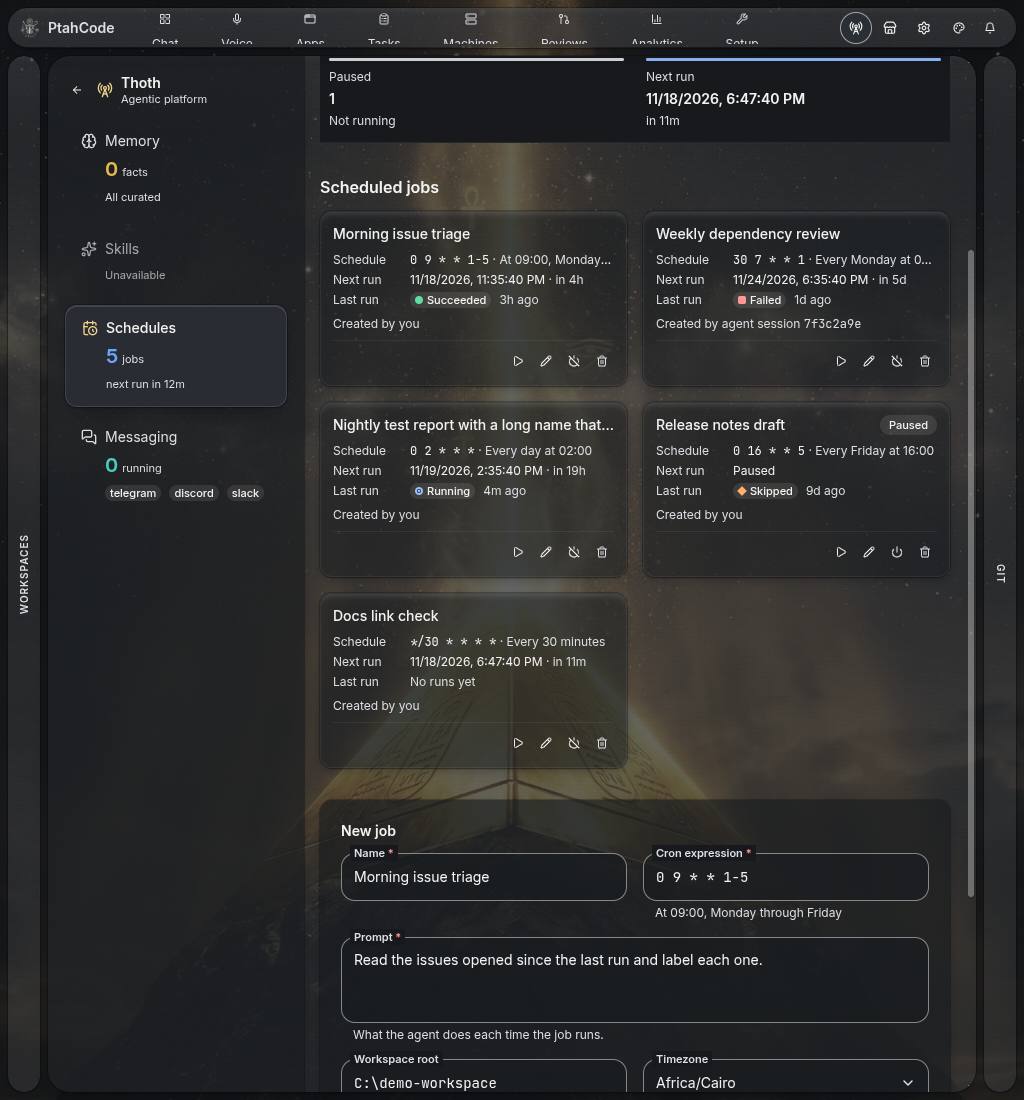 PtahCode
Chat
Voice
Apps
Tasks
Machines
Reviews
Analytics
Setup
Thoth
Agentic platform
Memory
0 facts
All curated
Skills
Unavailable
Schedules
5 jobs
next run in 12m
Messaging
0 running
telegram discord slack
WORKSPACES
Paused
1
Not running
Next run
11/18/2026, 6:47:40 PM
in 11m
Scheduled jobs
Morning issue triage
Schedule 0 9 * * 1-5 · At 09:00, Monday...
Next run 11/18/2026, 11:35:40 PM · in 4h
Last run Succeeded 3h ago
Created by you
Weekly dependency review
Schedule 30 7 * * 1 · Every Monday at 0...
Next run 11/24/2026, 6:35:40 PM · in 5d
Last run Failed 1d ago
Created by agent session 7f3c2a9e
Nightly test report with a long name that...
Schedule 0 2 * * * · Every day at 02:00
Next run 11/19/2026, 2:35:40 PM · in 19h
Last run Running 4m ago
Created by you
Release notes draft Paused
Schedule 0 16 * * 5 · Every Friday at 16:00
Next run Paused
Last run Skipped 9d ago
Created by you
Docs link check
Schedule */30 * * * * · Every 30 minutes
Next run 11/18/2026, 6:47:40 PM · in 11m
Last run No runs yet
Created by you
New job
Name *
Morning issue triage
Cron expression *
0 9 * * 1-5
At 09:00, Monday through Friday
Prompt *
Read the issues opened since the last run and label each one.
What the agent does each time the job runs.
Workspace root
C:\demo-workspace
Timezone
Africa/Cairo
GIT